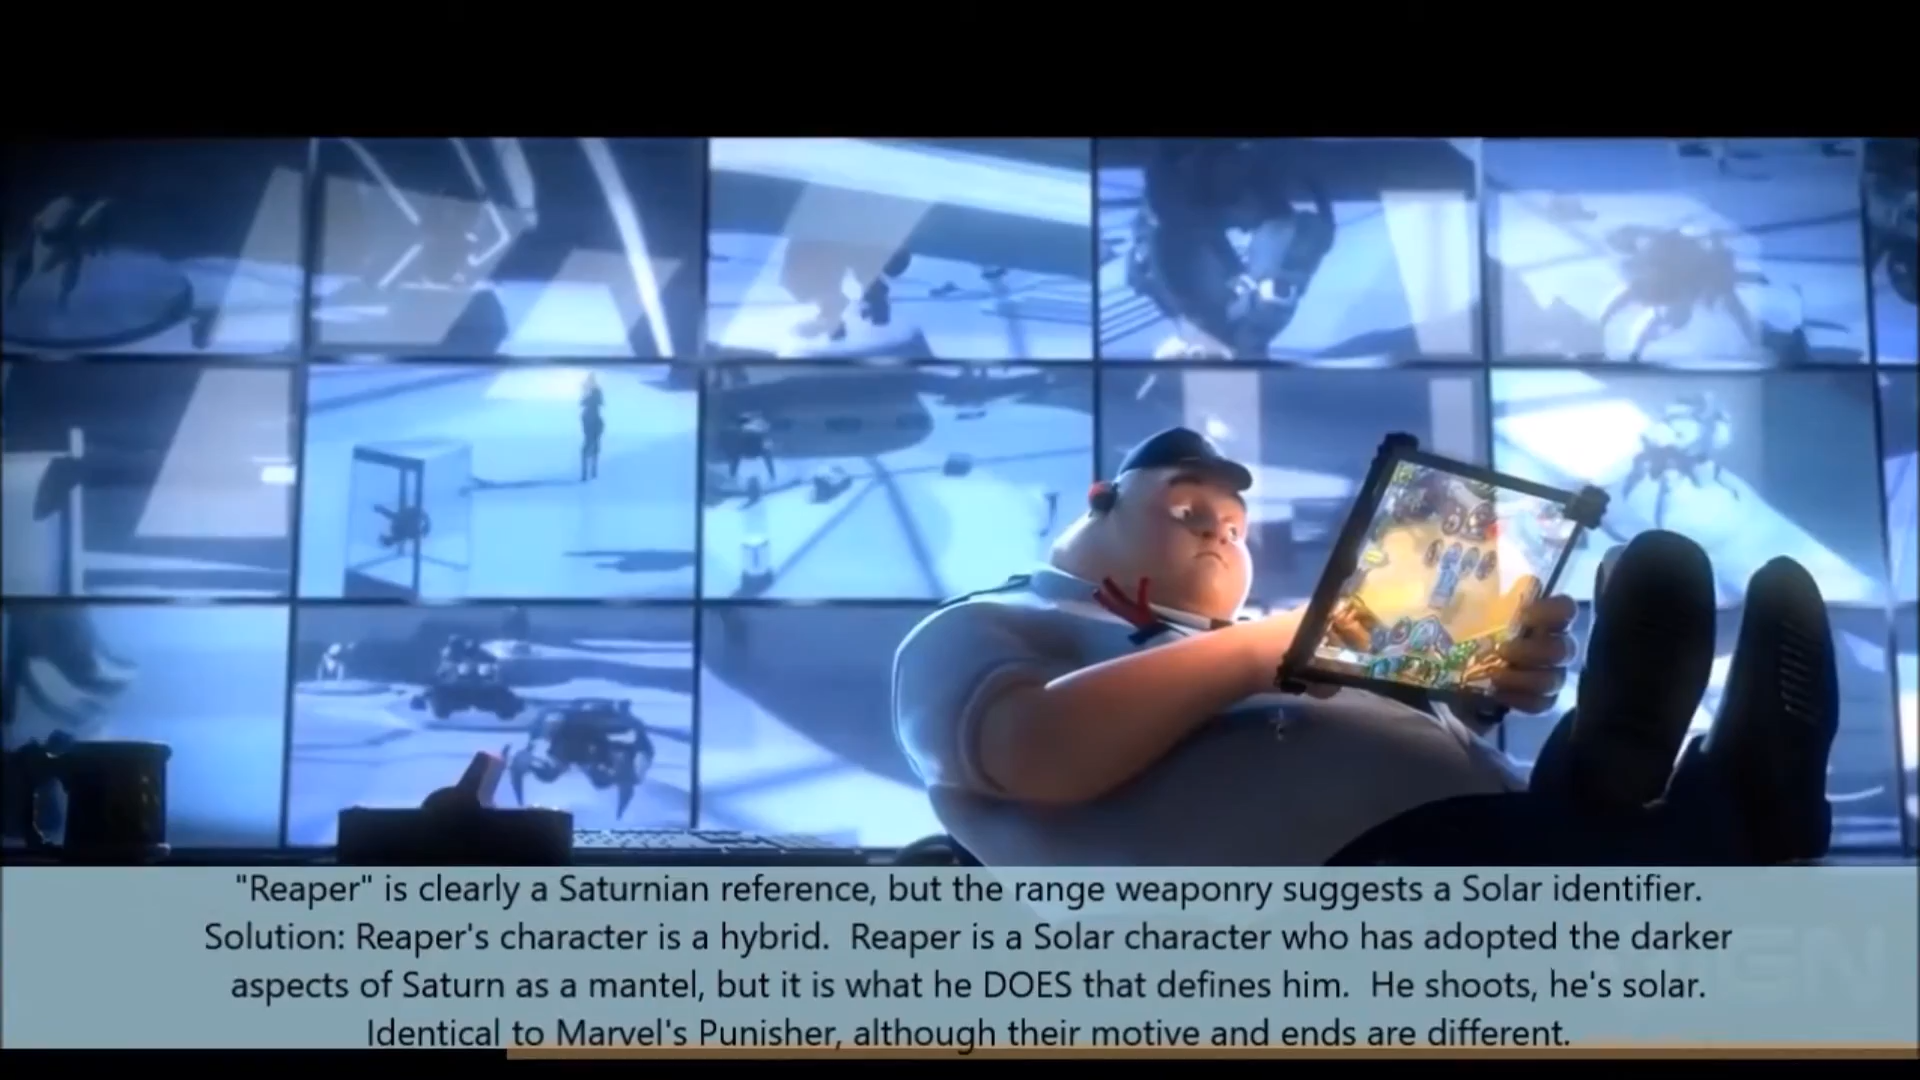 "Reaper" is clearly a Saturnian reference, but the range weaponry suggests a Solar identifier.
Solution: Reaper's character is a hybrid.  Reaper is a Solar character who has adopted the darker
aspects of Saturn as a mantel, but it is what he DOES that defines him.  He shoots, he's solar.
Identical to Marvel's Punisher, although their motive and ends are different.
IGN